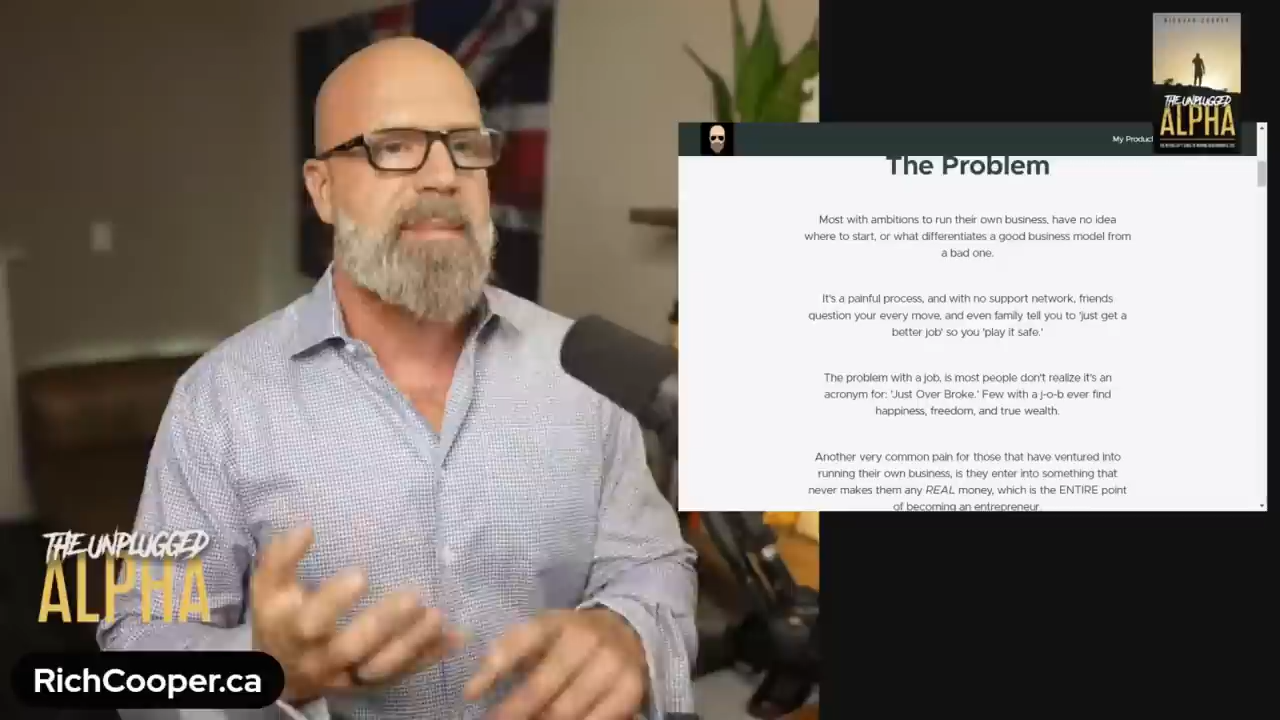 THE UNPLUGGED
ALPHA
RichCooper.ca
RICHARD COOPER
THE UNPLUGGED
ALPHA
My Produc
The Problem
Most with ambitions to run their own business, have no idea
where to start, or what differentiates a good business model from
a bad one.
It's a painful process, and with no support network, friends
question your every move, and even family tell you to 'just get a
better job' so you 'play it safe.'
The problem with a job, is most people don't realize it's an
acronym for: 'Just Over Broke.' Few with a j-o-b ever find
happiness, freedom, and true wealth.
Another very common pain for those that have ventured into
running their own business, is they enter into something that
never makes them any REAL money, which is the ENTIRE point
of becoming an entrepreneur.